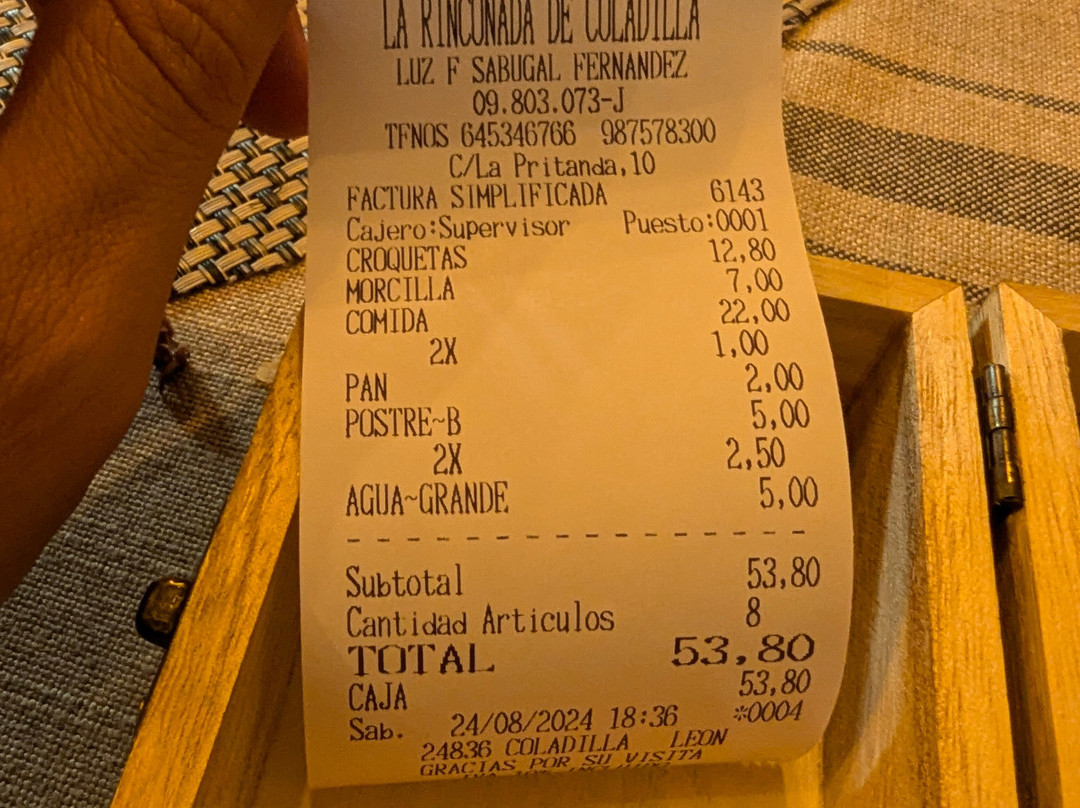 LA RINCONADA DE COLADILLA
LUZ F SABUGAL FERNANDEZ
09.803.073-J
TFNOS 645346766 987578300
C/La Pritanda,10
FACTURA SIMPLIFICADA 6143
Cajero:Supervisor Puesto:0001
CROQUETAS 12,80
MORCILLA 7,00
COMIDA 22,00
2X 1,00
PAN 2,00
POSTRE~B 5,00
2X 2,50
AGUA~GRANDE 5,00
Subtotal 53,80
Cantidad Articulos 8
TOTAL 53,80
CAJA 53,80
Sab. 24/08/2024 18:36 *0004
24836 COLADILLA LEON
GRACIAS POR SU VISITA